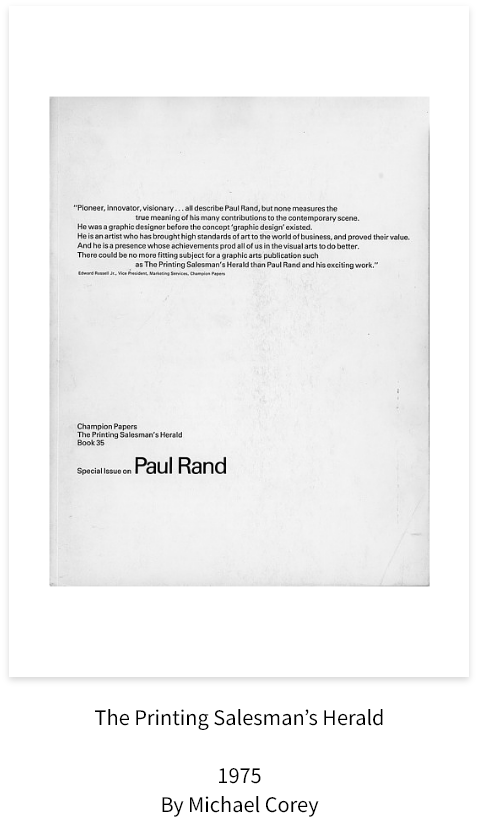 “Pioneer, innovator, visionary . . . all describe Paul Rand, but none measures the
true meaning of his many contributions to the contemporary scene.
He was a graphic designer before the concept ‘graphic design’ existed.
He is an artist who has brought high standards of art to the world of business, and proved their value.
And he is a presence whose achievements prod all of us in the visual arts to do better.
There could be no more fitting subject for a graphic arts publication such
as The Printing Salesman’s Herald than Paul Rand and his exciting work.”
Edward Russell Jr., Vice President, Marketing Services, Champion Papers
Champion Papers
The Printing Salesman’s Herald
Book 35
Special Issue on Paul Rand
The Printing Salesman’s Herald
1975
By Michael Corey